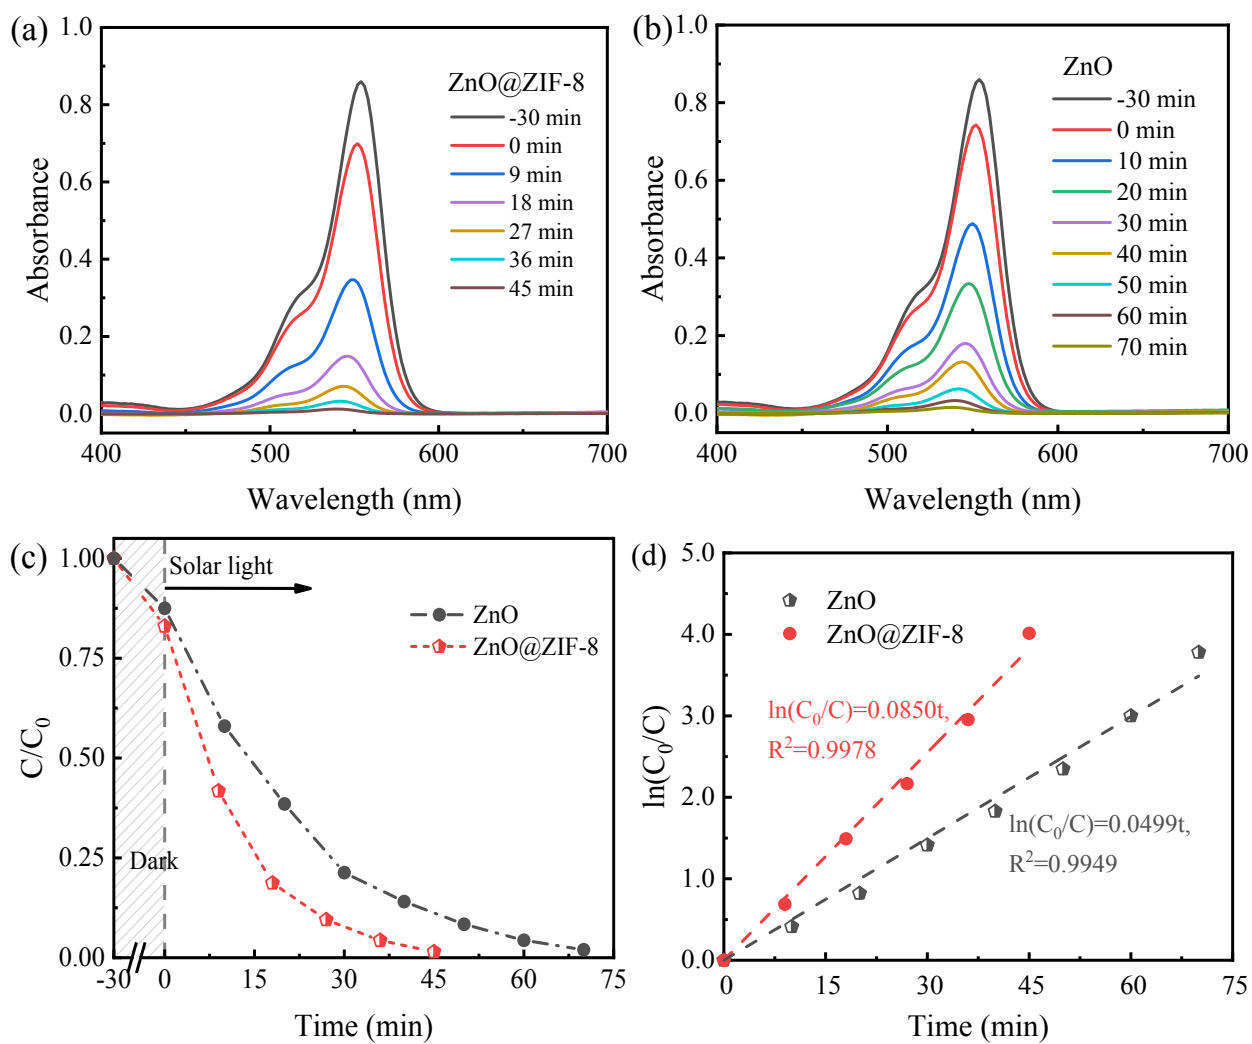 (a)
1.0
0.8
0.6
0.4
0.2
0.0
Absorbance
ZnO@ZIF-8
-30 min
0 min
9 min
18 min
27 min
36 min
45 min
400
500
600
700
Wavelength (nm)
(b)
1.0
0.8
0.6
0.4
0.2
0.0
Absorbance
ZnO
-30 min
0 min
10 min
20 min
30 min
40 min
50 min
60 min
70 min
400
500
600
700
Wavelength (nm)
(c)
1.00
0.75
0.50
0.25
0.00
C/C₀
Solar light
ZnO
ZnO@ZIF-8
Dark
-30
0
15
30
45
60
75
Time (min)
(d)
5.0
4.0
3.0
2.0
1.0
0.0
ln(C₀/C)
ZnO
ZnO@ZIF-8
ln(C₀/C)=0.0850t,
R²=0.9978
ln(C₀/C)=0.0499t,
R²=0.9949
0
15
30
45
60
75
Time (min)